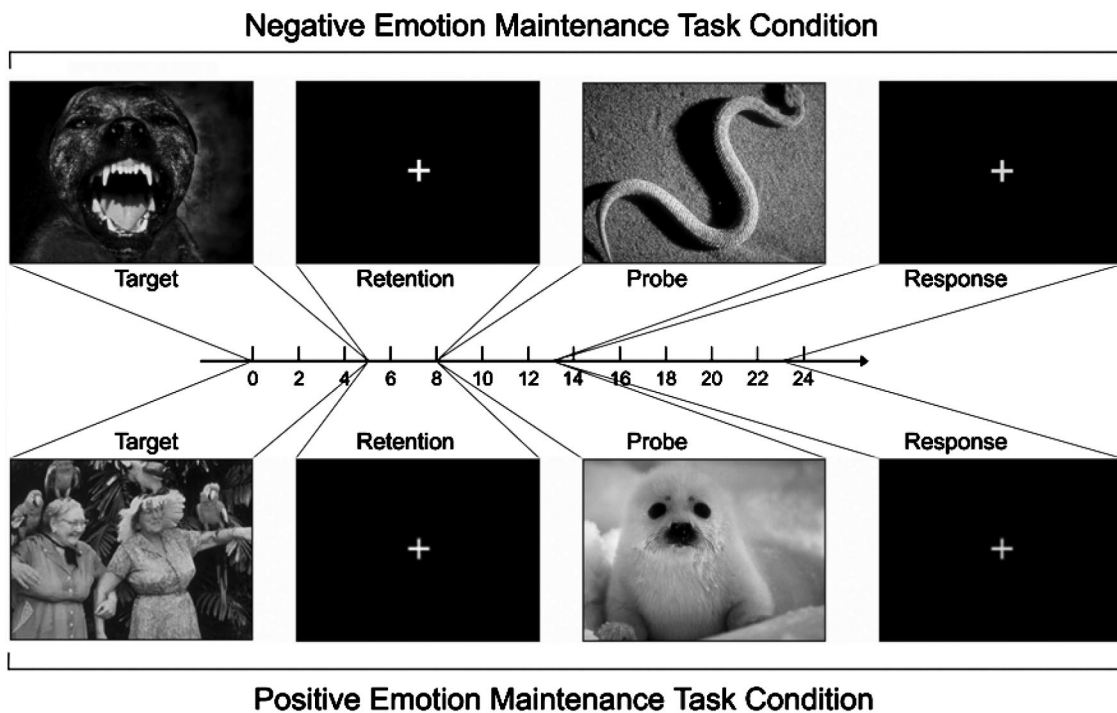 Negative Emotion Maintenance Task Condition
Target Retention Probe Response
0 2 4 6 8 10 12 14 16 18 20 22 24
Target Retention Probe Response
Positive Emotion Maintenance Task Condition